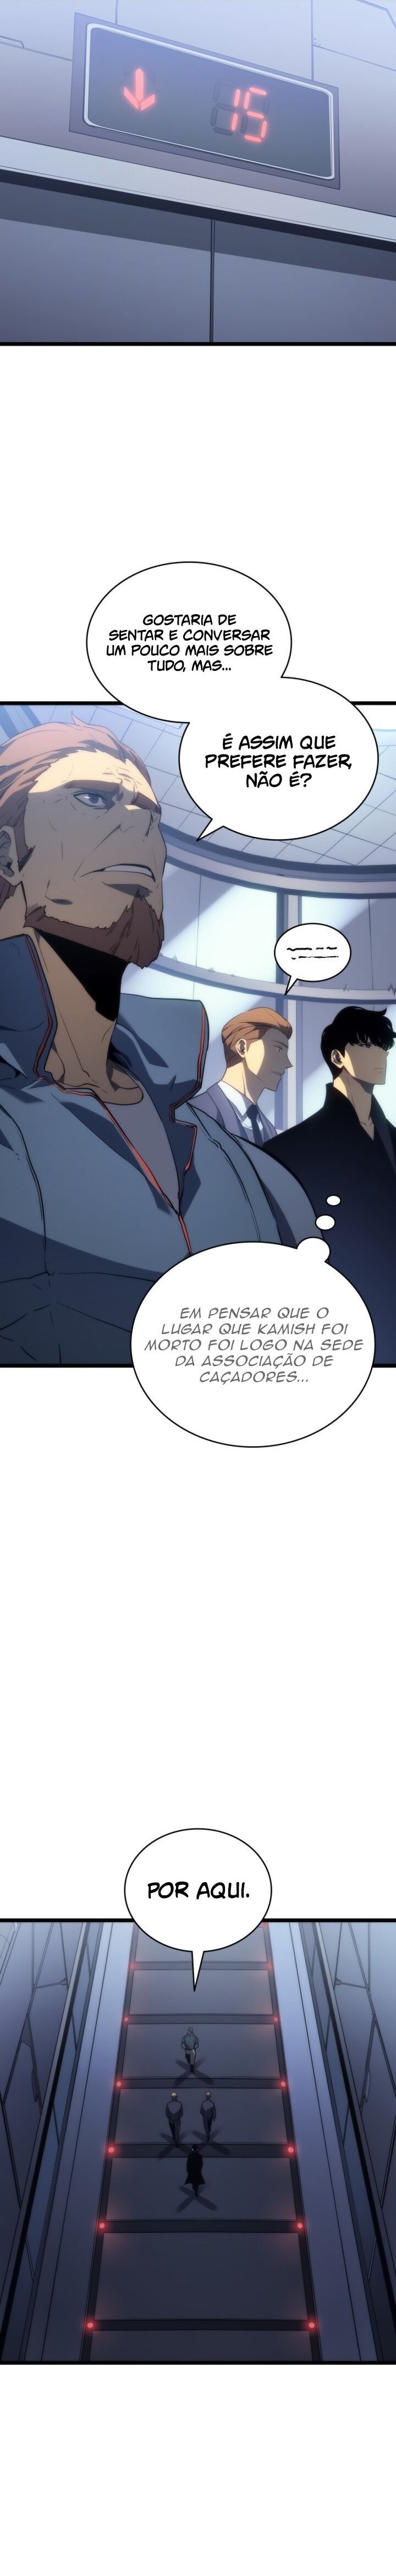 15
GOSTARIA DE
SENTAR E CONVERSAR
UM POUCO MAIS SOBRE
TUDO, MAS...
É ASSIM QUE
PREFERE FAZER,
NÃO É?
EM PENSAR QUE O
LUGAR QUE KAMISH FOI
MORTO FOI LOGO NA SEDE
DA ASSOCIAÇÃO DE
CAÇADORES...
POR AQUI.